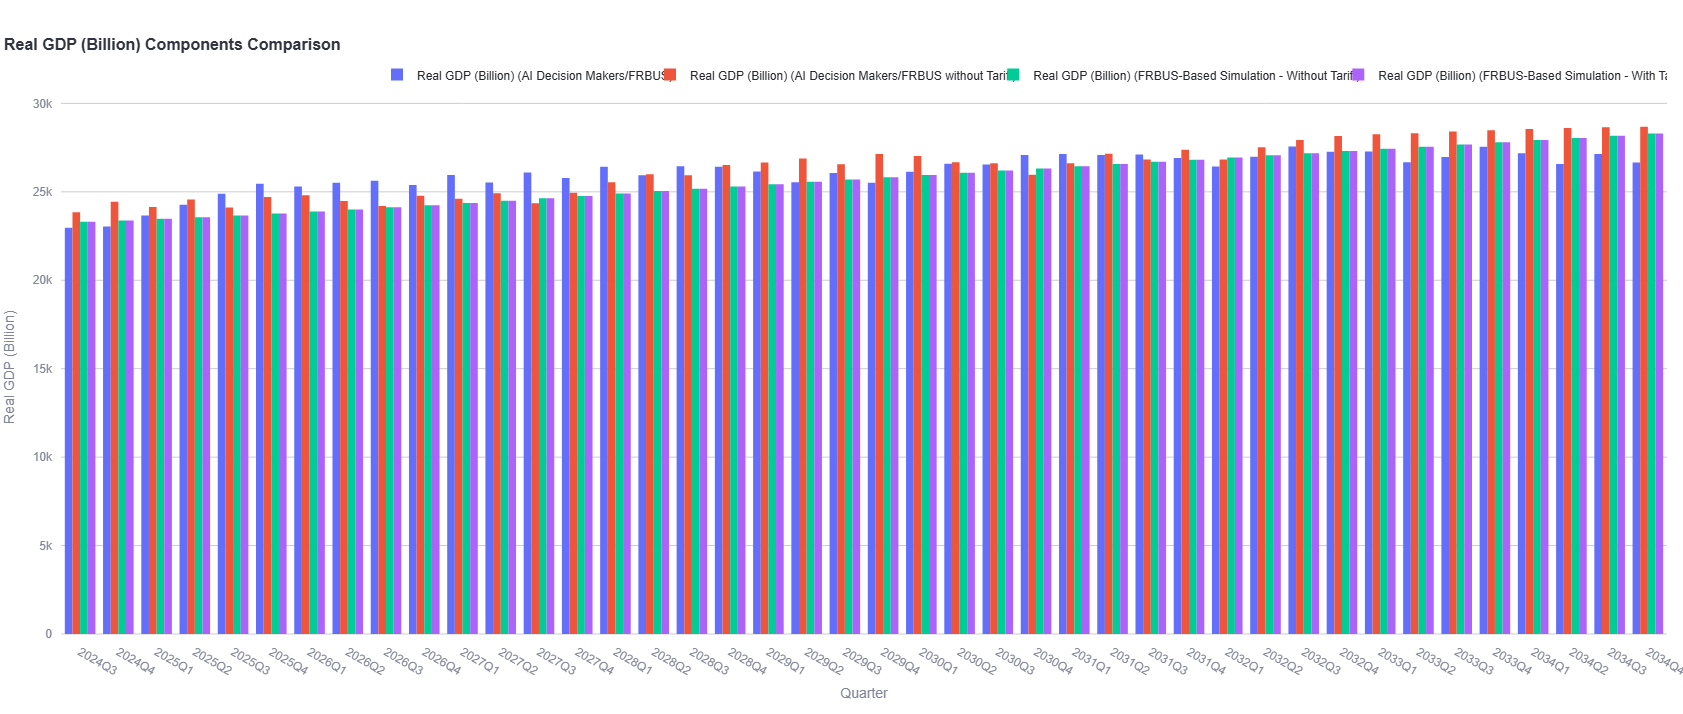 Real GDP (Billion) Components Comparison
Real GDP (Billion) (AI Decision Makers/FRBUS) Real GDP (Billion) (AI Decision Makers/FRBUS without Tarif Real GDP (Billion) (FRBUS-Based Simulation - Without Tarif Real GDP (Billion) (FRBUS-Based Simulation - With Ta
30k
25k
20k
15k
10k
5k
0
Real GDP (Billion)
2024Q3 2024Q4 2025Q1 2025Q2 2025Q3 2025Q4 2026Q1 2026Q2 2026Q3 2026Q4 2027Q1 2027Q2 2027Q3 2027Q4 2028Q1 2028Q2 2028Q3 2028Q4 2029Q1 2029Q2 2029Q3 2029Q4 2030Q1 2030Q2 2030Q3 2030Q4 2031Q1 2031Q2 2031Q3 2031Q4 2032Q1 2032Q2 2032Q3 2032Q4 2033Q1 2033Q2 2033Q3 2033Q4 2034Q1 2034Q2 2034Q3 2034Q4
Quarter